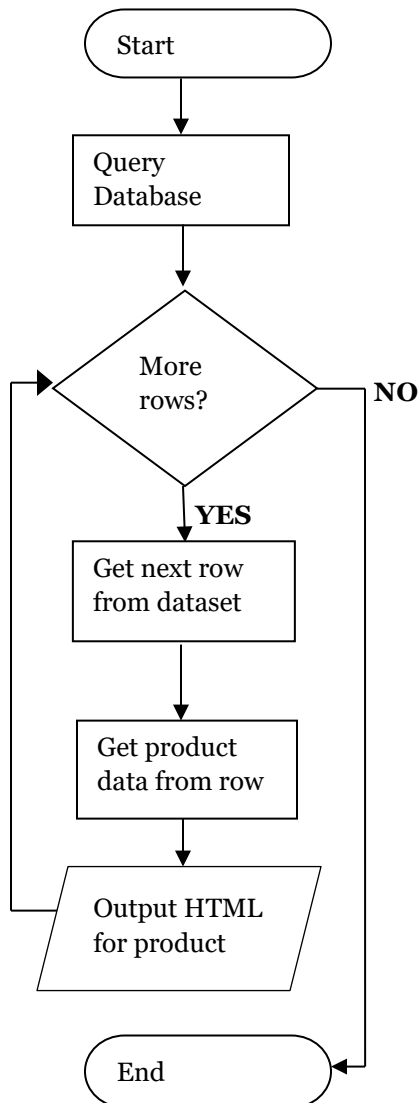 Start
Query
Database
More
rows?
NO
YES
Get next row
from dataset
Get product
data from row
Output HTML
for product
End